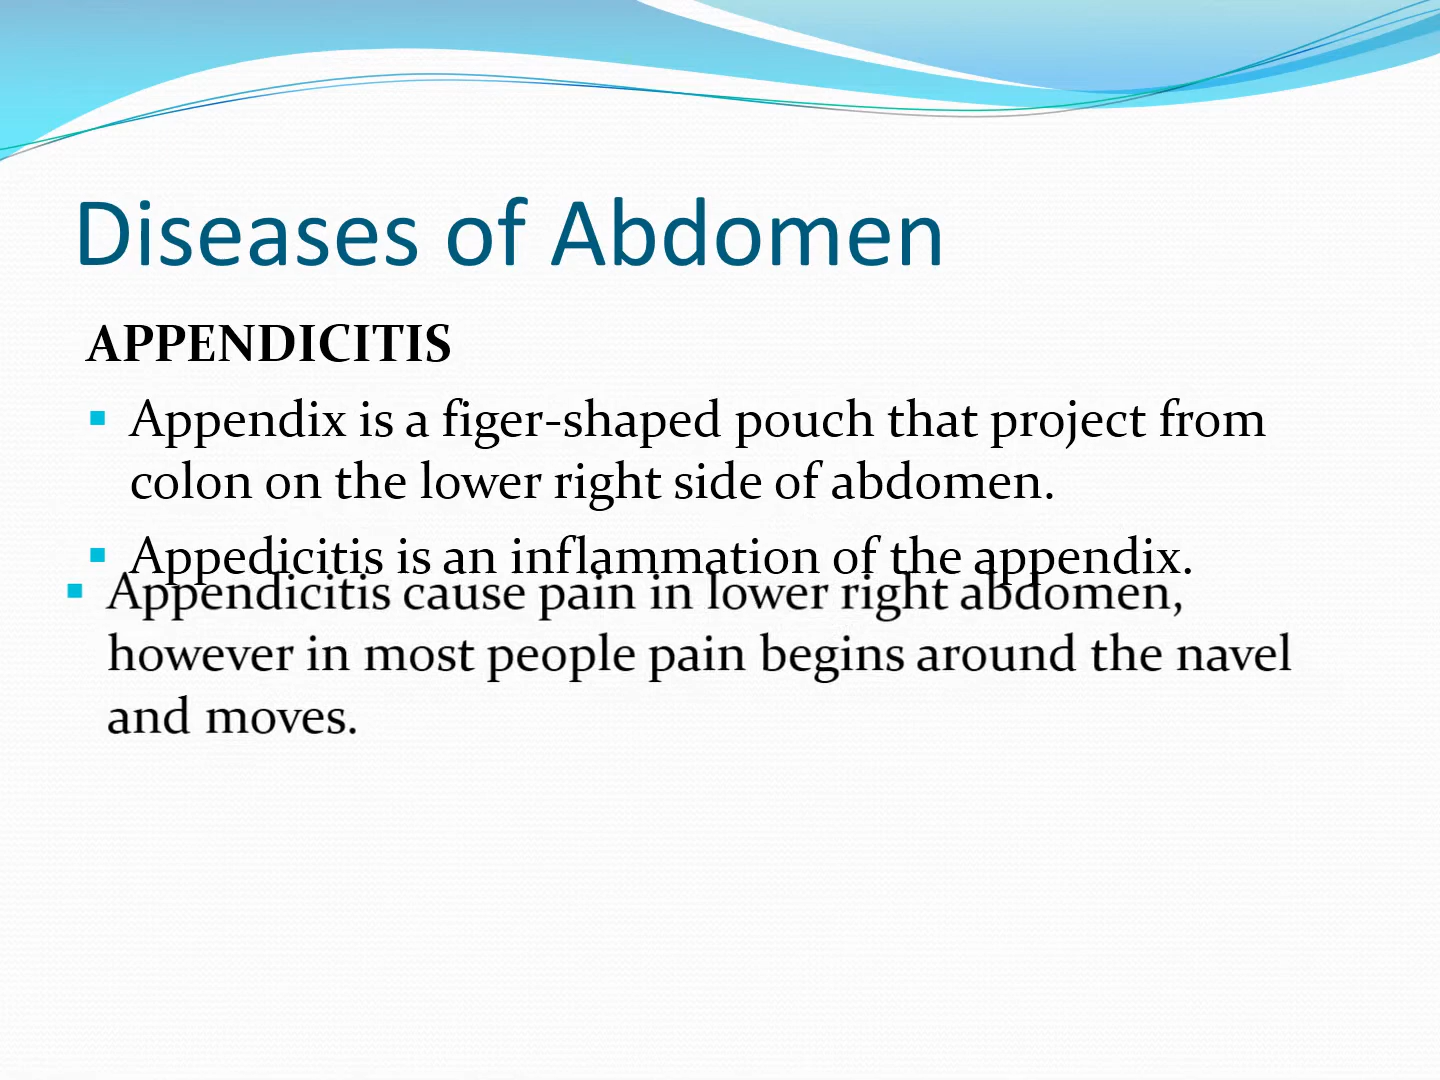 Diseases of Abdomen
APPENDICITIS
▪ Appendix is a figer-shaped pouch that project from
colon on the lower right side of abdomen.
▪ Appedicitis is an inflammation of the appendix.
▪ Appendicitis cause pain in lower right abdomen,
however in most people pain begins around the navel
and moves.